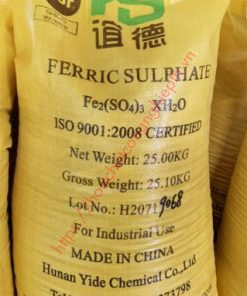 谊德
FERRIC SULPHATE
Fe₂(SO₄)₃ XH₂O
ISO 9001:2008 CERTIFIED
Net Weight: 25.00KG
Gross Weight: 25.10KG
Lot No: H20719068
For Industrial Use
MADE IN CHINA
Hunan Yide Chemical Co., Ltd